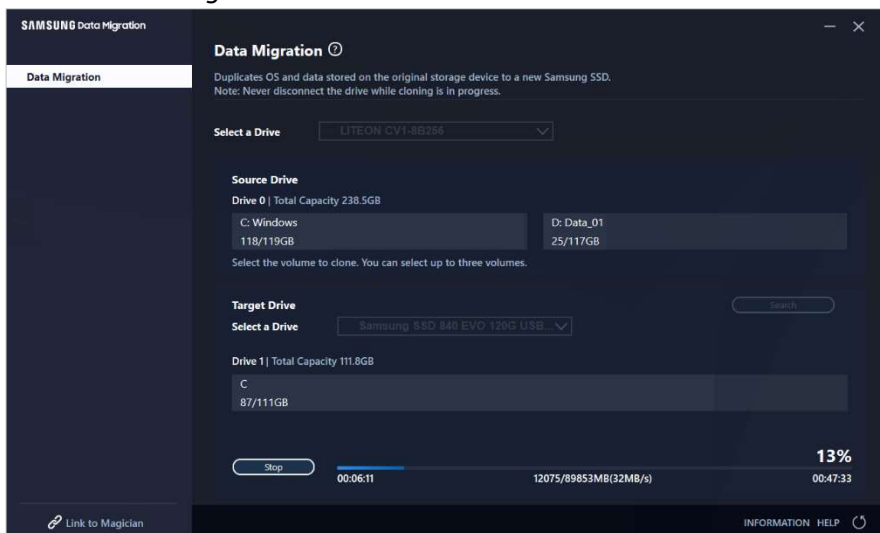 SAMSUNG Data Migration
Data Migration
Data Migration ?
Duplicates OS and data stored on the original storage device to a new Samsung SSD.
Note: Never disconnect the drive while cloning is in progress.
Select a Drive LITEON CV1-8B256
Source Drive
Drive 0 | Total Capacity 238.5GB
C: Windows D: Data_01
118/119GB 25/117GB
Select the volume to clone. You can select up to three volumes.
Target Drive Search
Select a Drive Samsung SSD 840 EVO 120G USB...
Drive 1 | Total Capacity 111.8GB
C
87/111GB
13%
Stop
00:06:11 12075/89853MB(32MB/s) 00:47:33
Link to Magician INFORMATION HELP